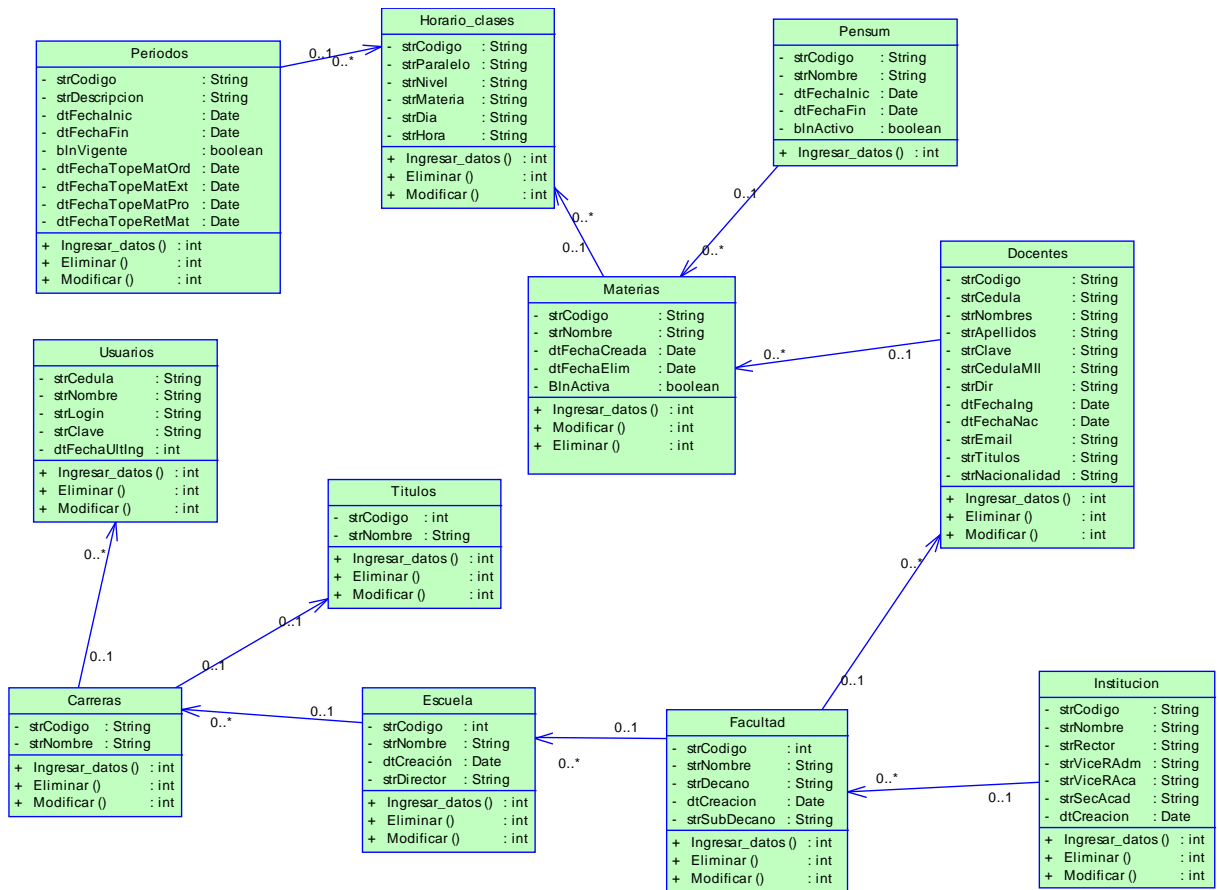 Periodos
- strCodigo : String
- strDescripcion : String
- dtFechaInic : Date
- dtFechaFin : Date
- blnVigente : boolean
- dtFechaTopeMatOrd : Date
- dtFechaTopeMatExt : Date
- dtFechaTopeMatPro : Date
- dtFechaTopeRetMat : Date
+ Ingresar_datos () : int
+ Eliminar () : int
+ Modificar () : int
0..1
0..*
Horario_clases
- strCodigo : String
- strParalelo : String
- strNivel : String
- strMateria : String
- strDia : String
- strHora : String
+ Ingresar_datos () : int
+ Eliminar () : int
+ Modificar () : int
Pensum
- strCodigo : String
- strNombre : String
- dtFechaInic : Date
- dtFechaFin : Date
- blnActivo : boolean
+ Ingresar_datos () : int
0..1
0..*
0..*
0..1
Materias
- strCodigo : String
- strNombre : String
- dtFechaCreada : Date
- dtFechaElim : Date
- BlnActiva : boolean
+ Ingresar_datos () : int
+ Modificar () : int
+ Eliminar () : int
0..*
0..1
Docentes
- strCodigo : String
- strCedula : String
- strNombres : String
- strApellidos : String
- strClave : String
- strCedulaMll : String
- strDir : String
- dtFechaIng : Date
- dtFechaNac : Date
- strEmail : String
- strTitulos : String
- strNacionalidad : String
+ Ingresar_datos () : int
+ Eliminar () : int
+ Modificar () : int
0..*
0..1
Usuarios
- strCedula : String
- strNombre : String
- strLogin : String
- strClave : String
- dtFechaUltIng : int
+ Ingresar_datos () : int
+ Eliminar () : int
+ Modificar () : int
0..*
0..1
Titulos
- strCodigo : int
- strNombre : String
+ Ingresar_datos () : int
+ Eliminar () : int
+ Modificar () : int
0..1
0..1
Carreras
- strCodigo : String
- strNombre : String
+ Ingresar_datos () : int
+ Eliminar () : int
+ Modificar () : int
0..*
0..1
Escuela
- strCodigo : int
- strNombre : String
- dtCreación : Date
- strDirector : String
+ Ingresar_datos () : int
+ Eliminar () : int
+ Modificar () : int
0..*
0..1
Facultad
- strCodigo : int
- strNombre : String
- strDecano : String
- dtCreacion : Date
- strSubDecano : String
+ Ingresar_datos () : int
+ Eliminar () : int
+ Modificar () : int
0..*
0..1
Institucion
- strCodigo : String
- strNombre : String
- strRector : String
- strViceRAdm : String
- strViceRAca : String
- strSecAcad : String
- dtCreacion : Date
+ Ingresar_datos () : int
+ Eliminar () : int
+ Modificar () : int